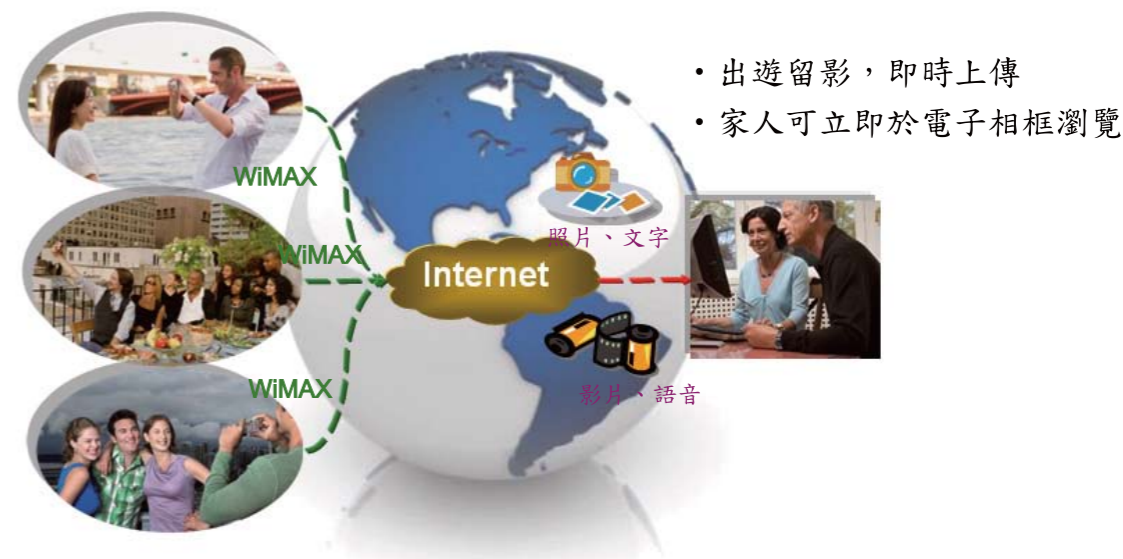 ・出遊留影，即時上傳
・家人可立即於電子相框瀏覽
WiMAX
WiMAX
WiMAX
Internet
照片、文字
影片、語音